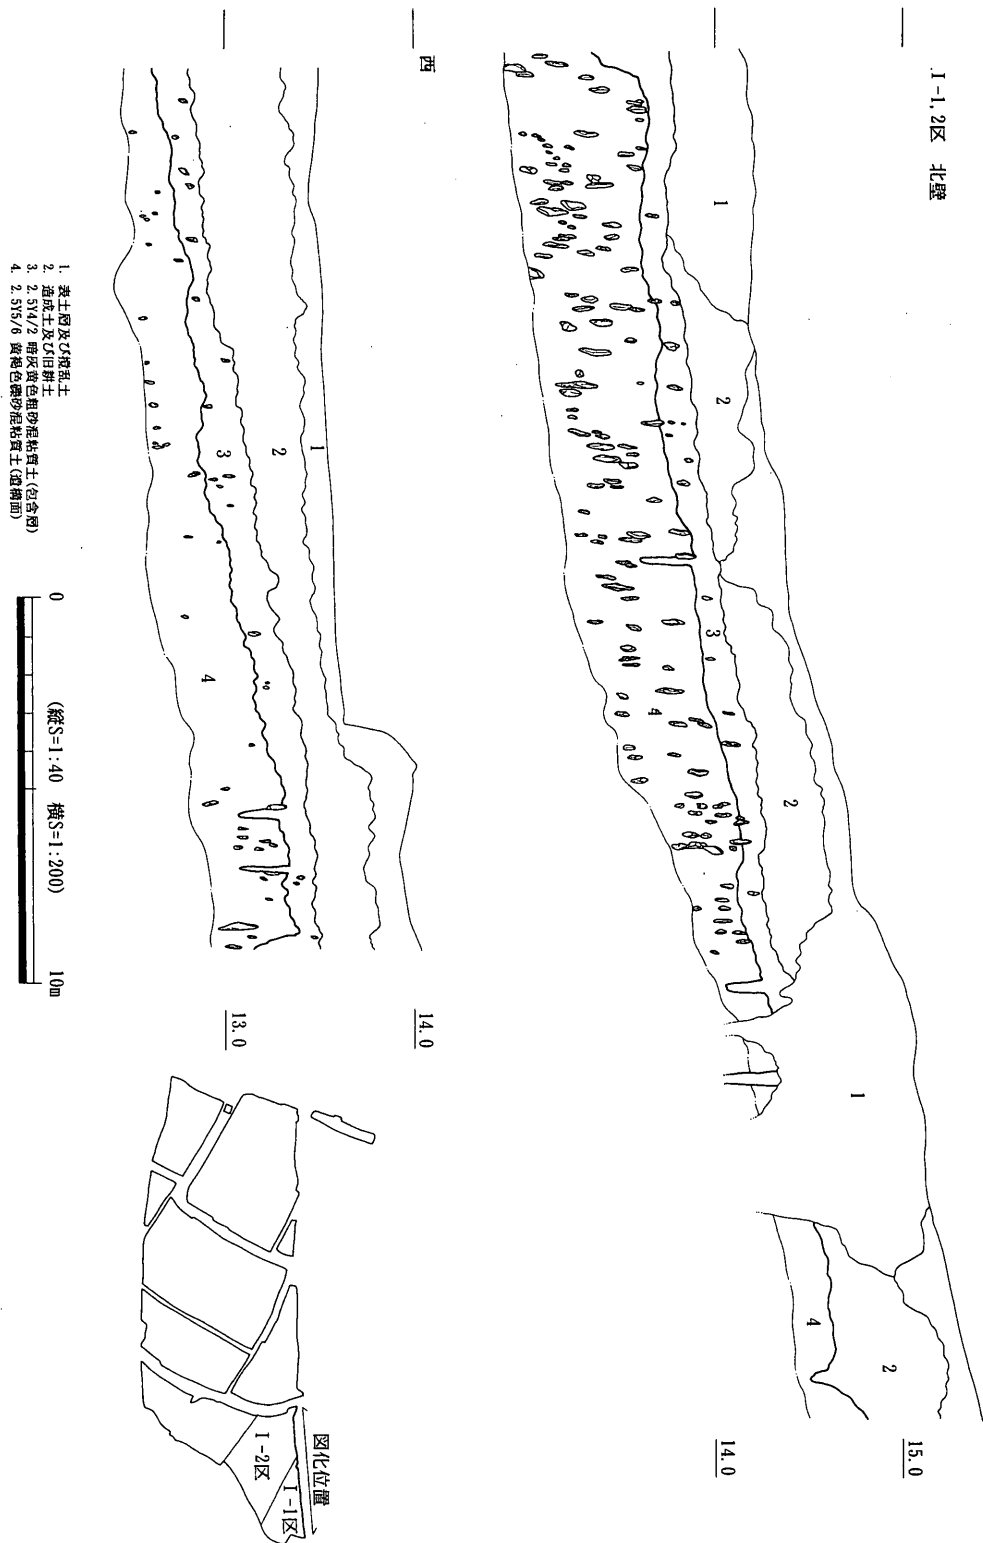 I-1,2区 北壁
15.0
14.0
1
2
2
3
4
1
2
4
西
14.0
13.0
1
2
3
4
1. 表土層及び撹乱土
2. 造成土及び旧耕土
3. 2.5Y4/2 暗灰黄色粗砂混粘質土(包含層)
4. 2.5Y5/6 黄褐色礫砂混粘質土(遺構面)
0 (縦S=1:40 横S=1:200) 10m
図化位置
I-1区
I-2区